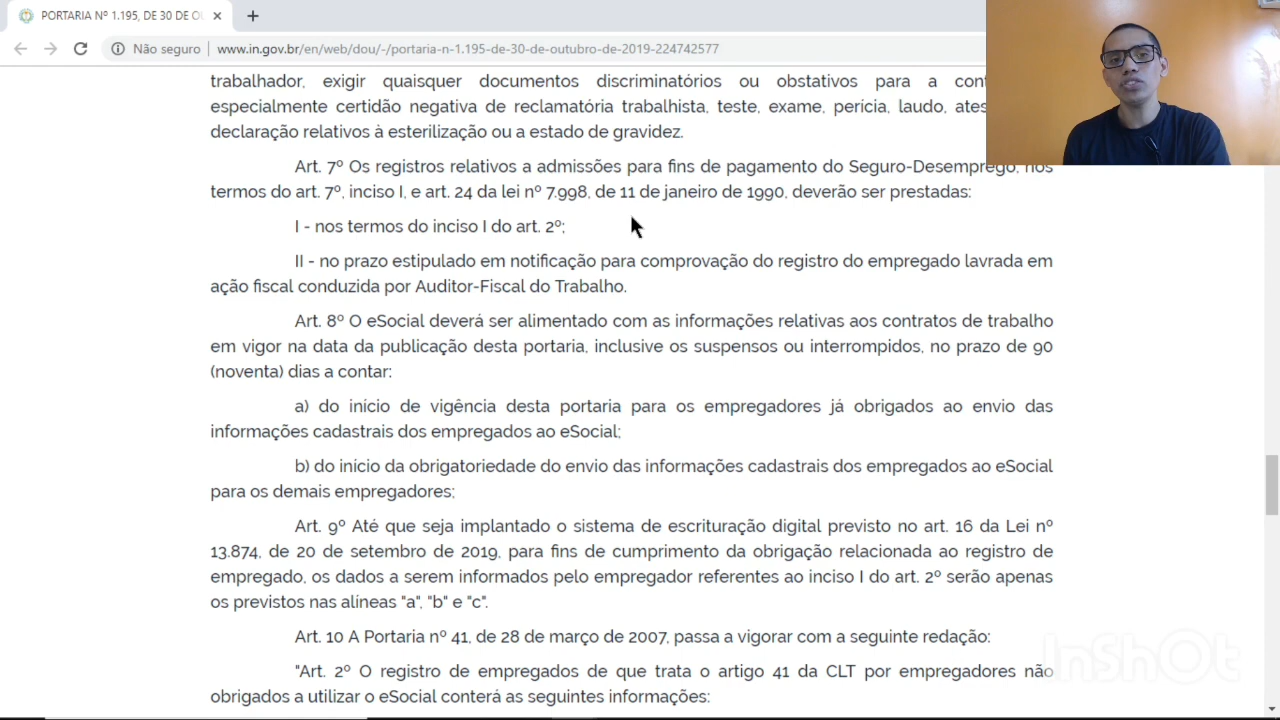 PORTARIA Nº 1.195, DE 30 DE OU
Não seguro
www.in.gov.br/en/web/dou/-/portaria-n-1.195-de-30-de-outubro-de-2019-224742577
trabalhador, exigir quaisquer documentos discriminatórios ou obstativos para a
especialmente certidão negativa de reclamatória trabalhista, teste, exame, perícia, laudo,
declaração relativos à esterilização ou a estado de gravidez.
Art. 7º Os registros relativos a admissões para fins de pagamento do Seguro-Desemprego, nos
termos do art. 7º, inciso I, e art. 24 da lei nº 7.998, de 11 de janeiro de 1990, deverão ser prestadas:
I - nos termos do inciso I do art. 2º;
II - no prazo estipulado em notificação para comprovação do registro do empregado lavrada em
ação fiscal conduzida por Auditor-Fiscal do Trabalho.
Art. 8º O eSocial deverá ser alimentado com as informações relativas aos contratos de trabalho
em vigor na data da publicação desta portaria, inclusive os suspensos ou interrompidos, no prazo de 90
(noventa) dias a contar:
a) do início de vigência desta portaria para os empregadores já obrigados ao envio das
informações cadastrais dos empregados ao eSocial;
b) do início da obrigatoriedade do envio das informações cadastrais dos empregados ao eSocial
para os demais empregadores;
Art. 9º Até que seja implantado o sistema de escrituração digital previsto no art. 16 da Lei nº
13.874, de 20 de setembro de 2019, para fins de cumprimento da obrigação relacionada ao registro de
empregado, os dados a serem informados pelo empregador referentes ao inciso I do art. 2º serão apenas
os previstos nas alíneas "a", "b" e "c".
Art. 10 A Portaria nº 41, de 28 de março de 2007, passa a vigorar com a seguinte redação:
"Art. 2º O registro de empregados de que trata o artigo 41 da CLT por empregadores não
obrigados a utilizar o eSocial conterá as seguintes informações:
InShOt